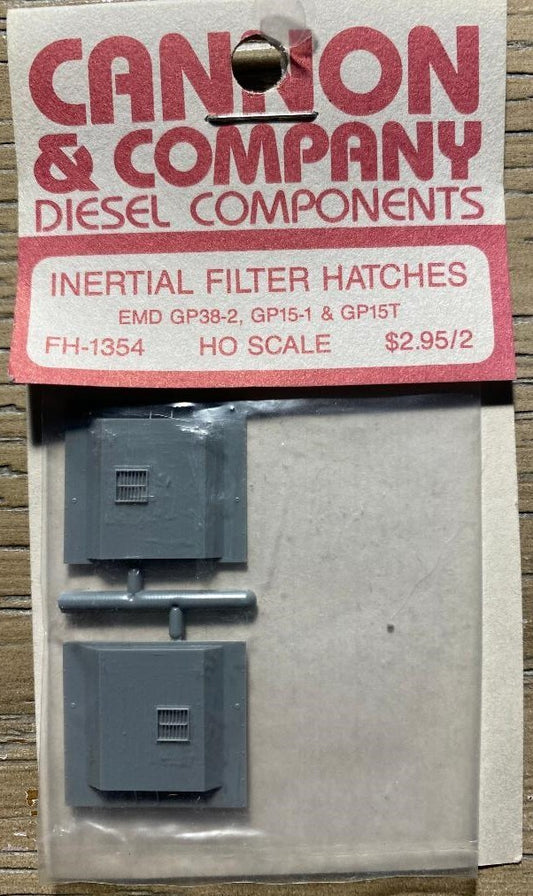 CANNON
& COMPANY
DIESEL COMPONENTS
INERTIAL FILTER HATCHES
EMD GP38-2, GP15-1 & GP15T
FH-1354 HO SCALE $2.95/2